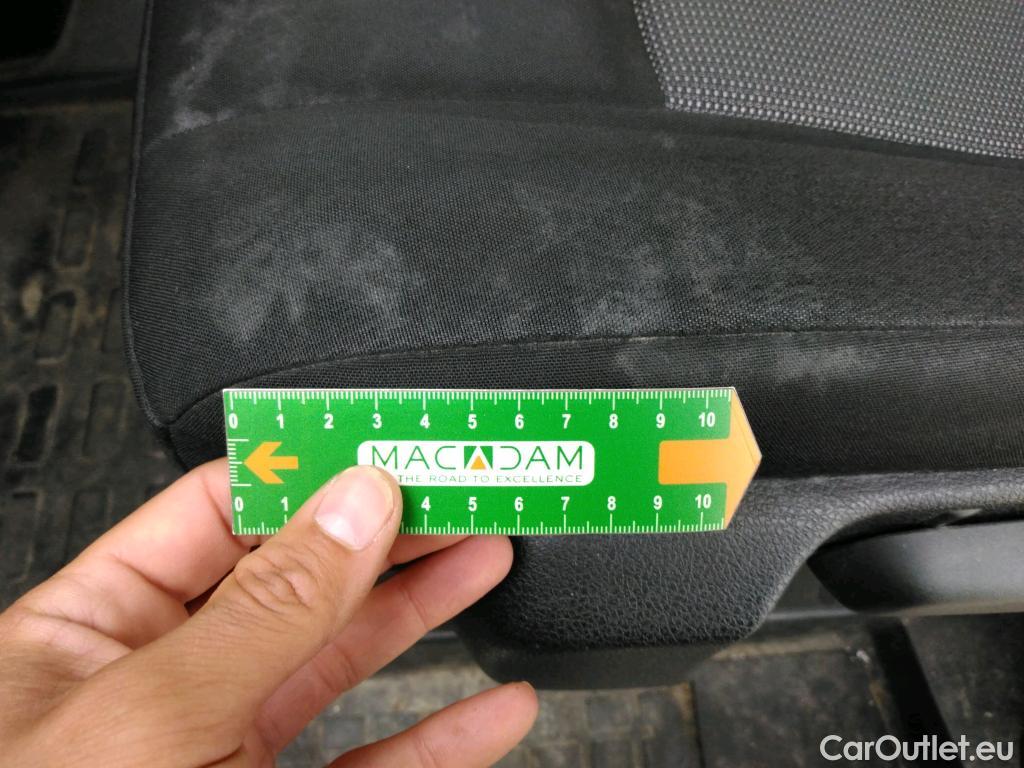 0 1 2 3 4 5 6 7 8 9 10
MACADAM
THE ROAD TO EXCELLENCE
0 1 4 5 6 7 8 9 10
CarOutlet.eu